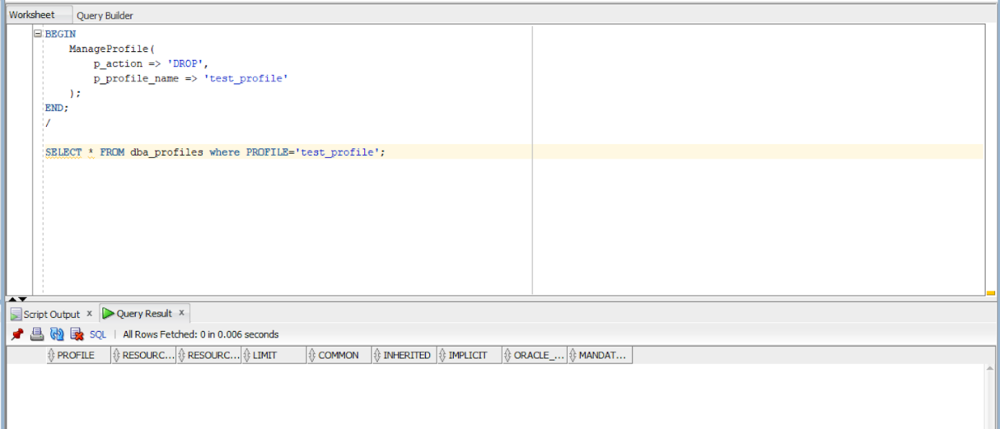 Worksheet Query Builder
BEGIN
ManageProfile(
p_action => 'DROP',
p_profile_name => 'test_profile'
);
END;
/
SELECT * FROM dba_profiles where PROFILE='test_profile';
Script Output x Query Result x
SQL | All Rows Fetched: 0 in 0.006 seconds
PROFILE RESOURC... RESOURC... LIMIT COMMON INHERITED IMPLICIT ORACLE_... MANDAT...